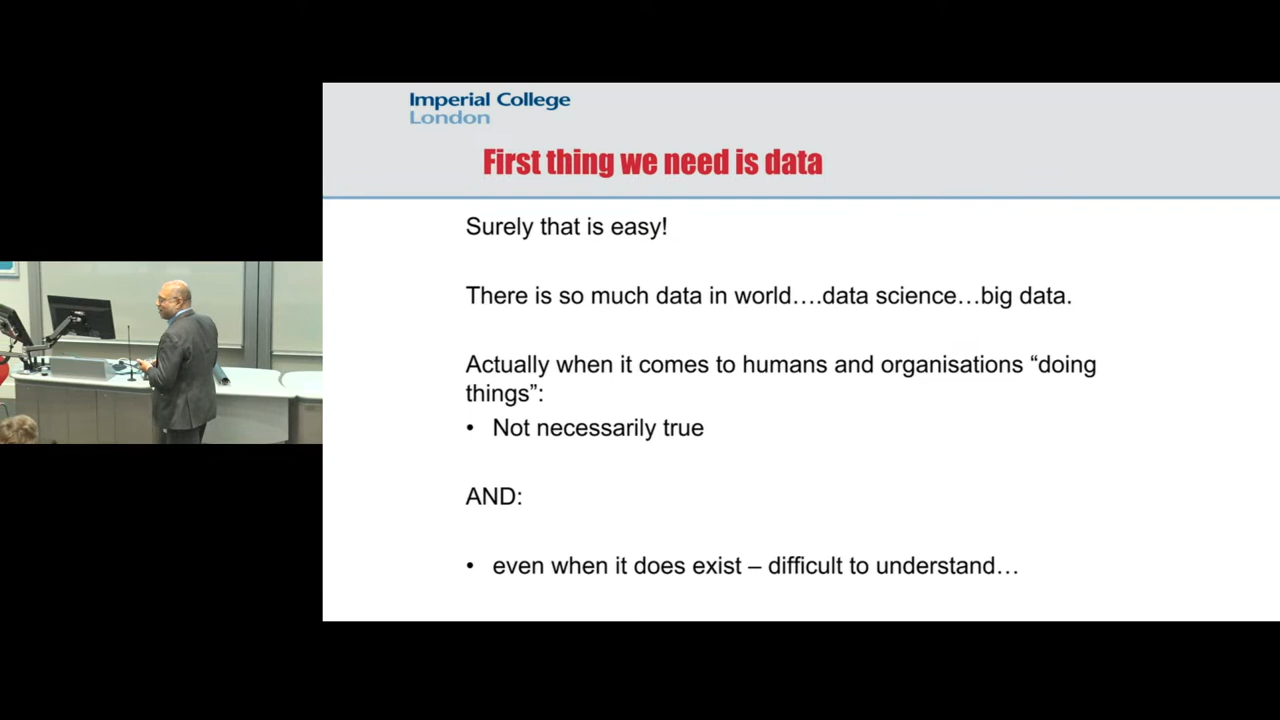 Imperial College
London
First thing we need is data
Surely that is easy!
There is so much data in world….data science…big data.
Actually when it comes to humans and organisations “doing
things”:
• Not necessarily true
AND:
• even when it does exist – difficult to understand…